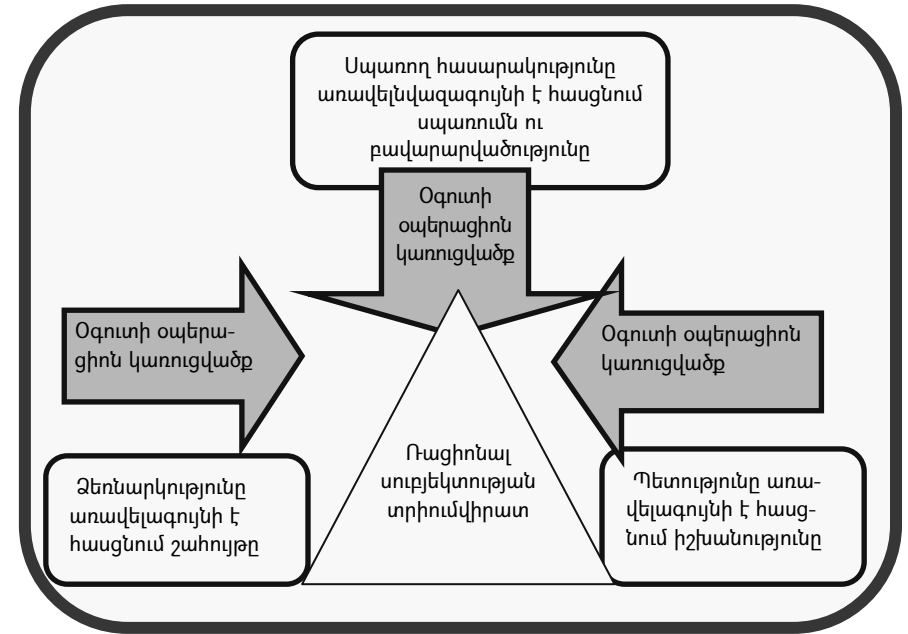 Սպառող հասարակությունը
առավելնվազագույնի է հասցնում
սպառումն ու
բավարարվածությունը
Օգուտի
օպերացիոն
կառուցվածք
Օգուտի օպերա-
ցիոն կառուցվածք
Օգուտի օպերացիոն
կառուցվածք
Ռացիոնալ
սուբյեկտության
տրիումվիրատ
Ձեռնարկությունը
առավելագույնի է
հասցնում շահույթը
Պետությունը առա-
վելագույնի է հասց-
նում իշխանությունը